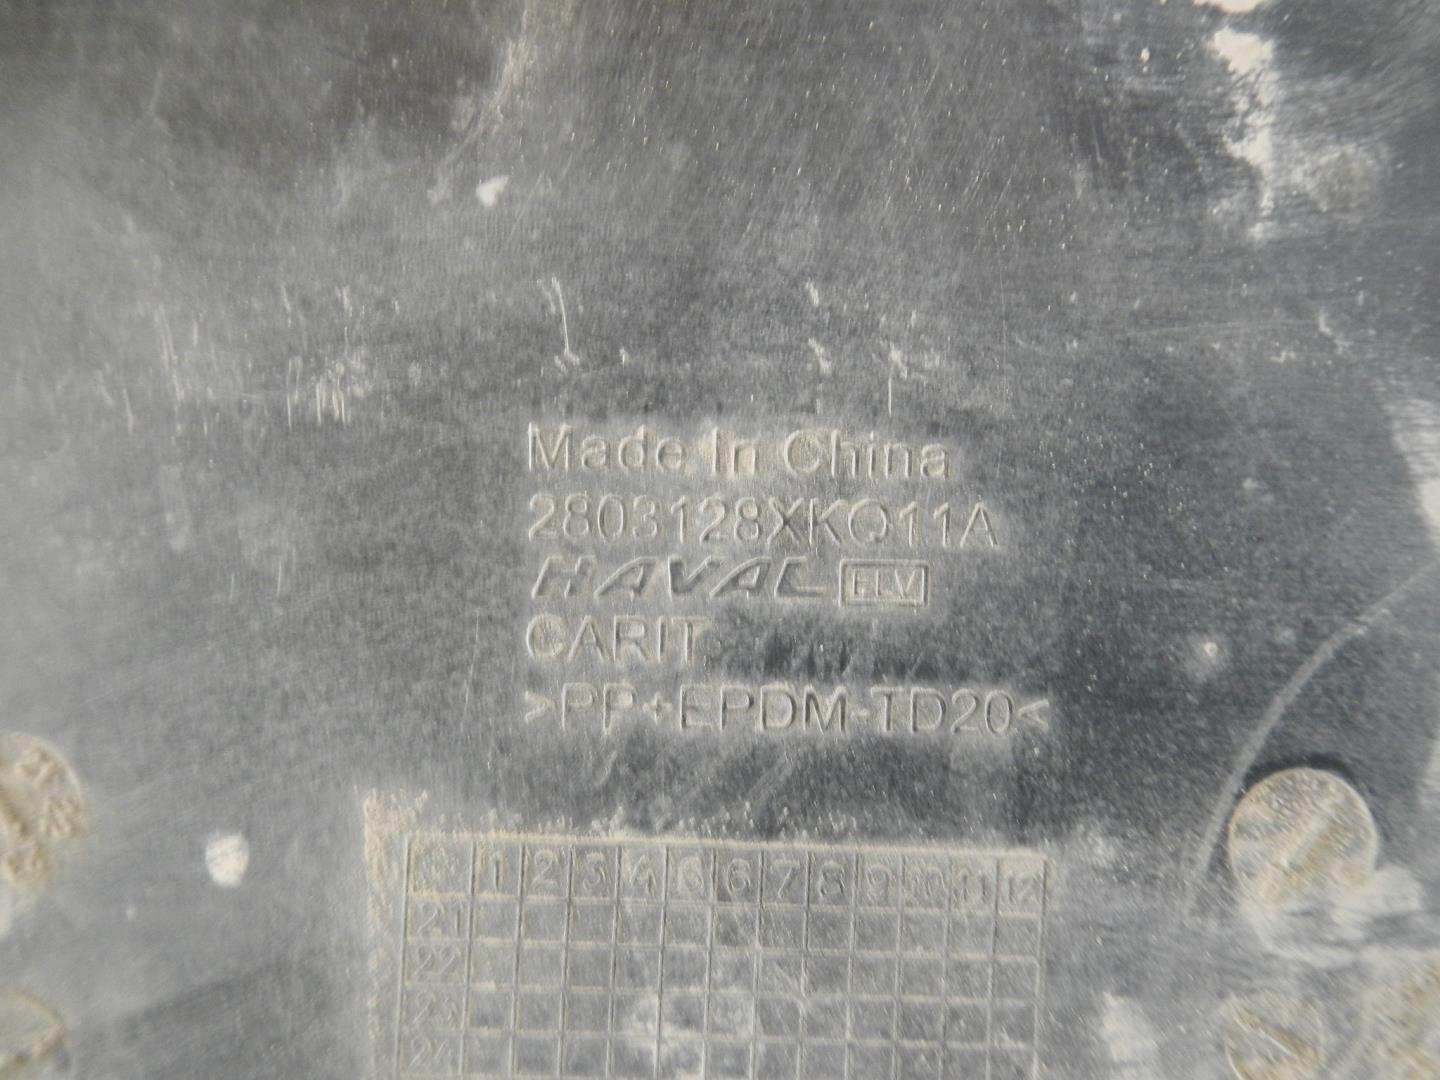 Made In China
2803128XKQ11A
HAVAL ELV
CARIT
>PP+EPDM-TD20<
1 2 3 4 5 6 7 8 9 10 11 12
21
22
23
24